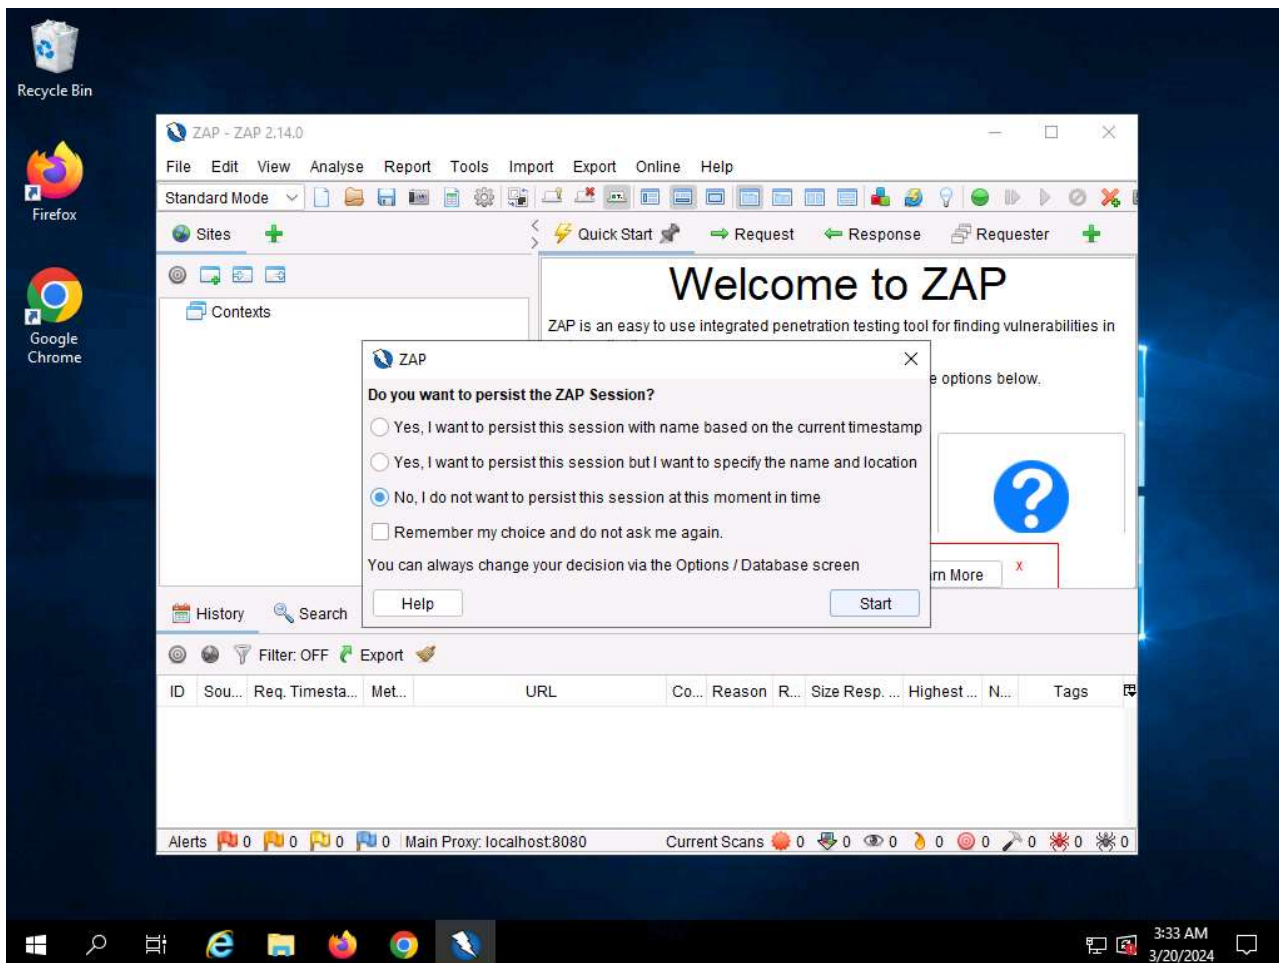 Recycle Bin
Firefox
Google
Chrome
ZAP - ZAP 2.14.0
File Edit View Analyse Report Tools Import Export Online Help
Standard Mode
Sites
Quick Start Request Response Requester
Contexts
Welcome to ZAP
ZAP is an easy to use integrated penetration testing tool for finding vulnerabilities in
e options below.
ZAP
Do you want to persist the ZAP Session?
Yes, I want to persist this session with name based on the current timestamp
Yes, I want to persist this session but I want to specify the name and location
No, I do not want to persist this session at this moment in time
Remember my choice and do not ask me again.
You can always change your decision via the Options / Database screen
Help Start
rn More X
History Search
Filter: OFF Export
ID Sou... Req. Timesta... Met... URL Co... Reason R... Size Resp. ... Highest ... N... Tags
Alerts 0 0 0 0 Main Proxy: localhost:8080 Current Scans 0 0 0 0 0 0 0 0
3:33 AM
3/20/2024